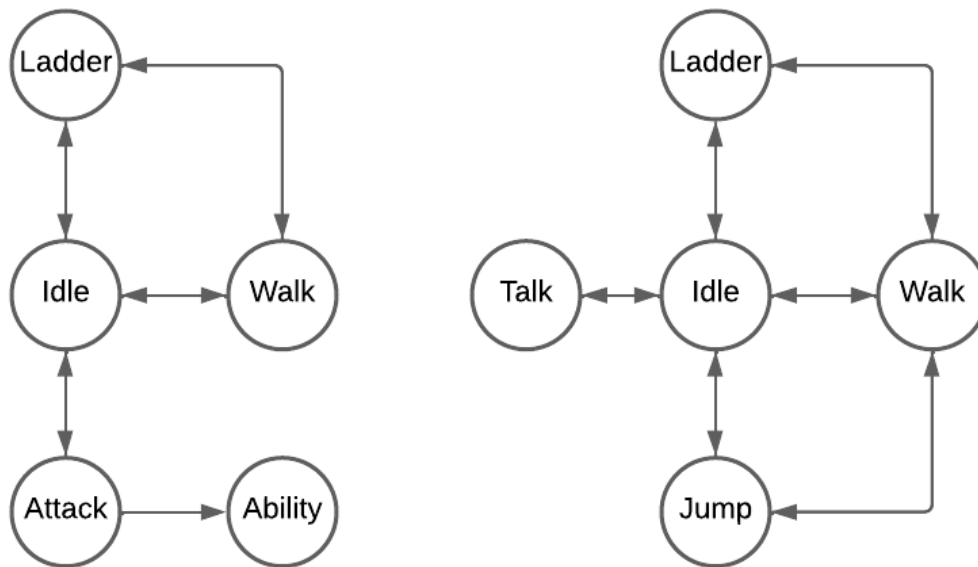 Ladder
Idle
Walk
Attack
Ability
Ladder
Talk
Idle
Walk
Jump